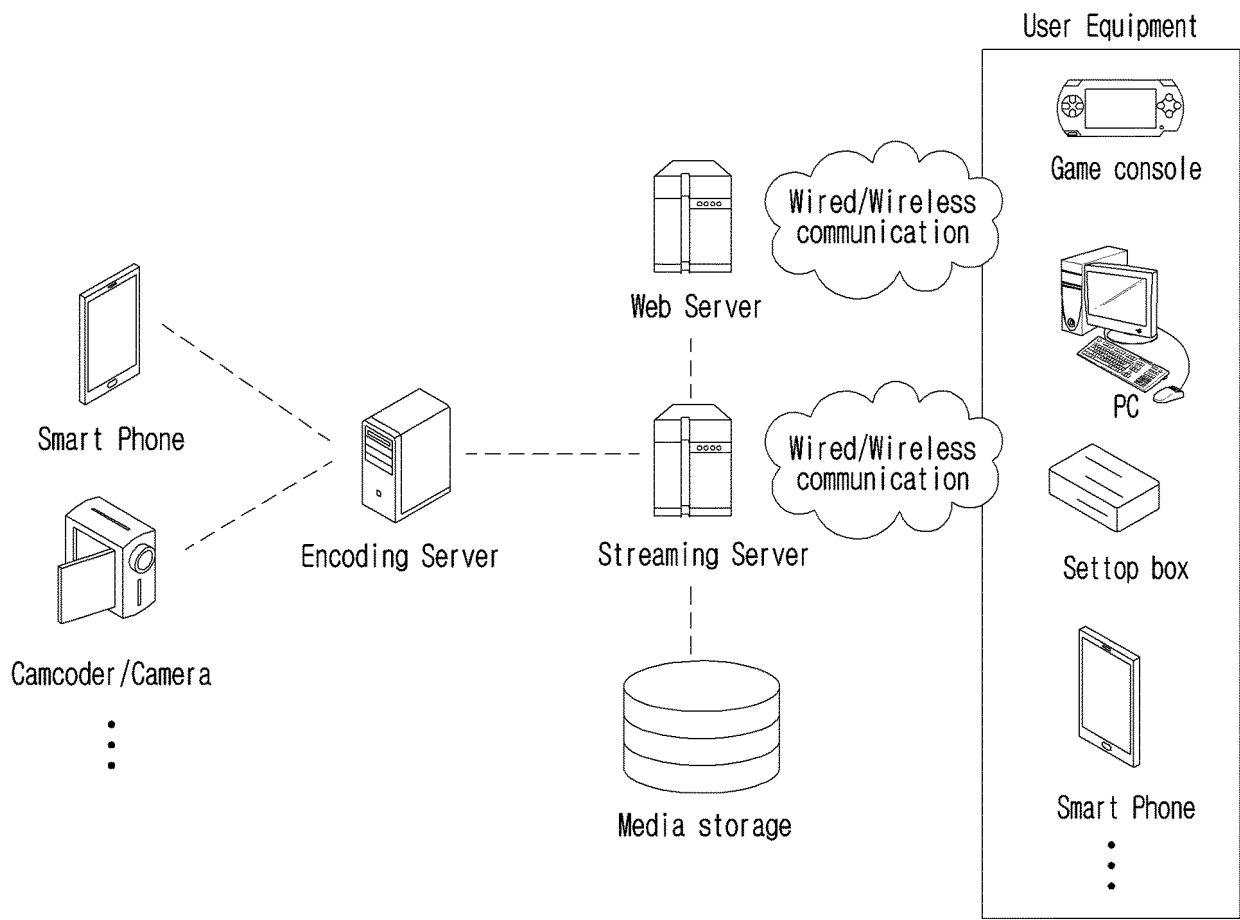 User Equipment
Game console
Wired/Wireless
communication
Web Server
PC
Smart Phone
Wired/Wireless
communication
Encoding Server
Streaming Server
Settop box
Camcoder/Camera
Media storage
Smart Phone